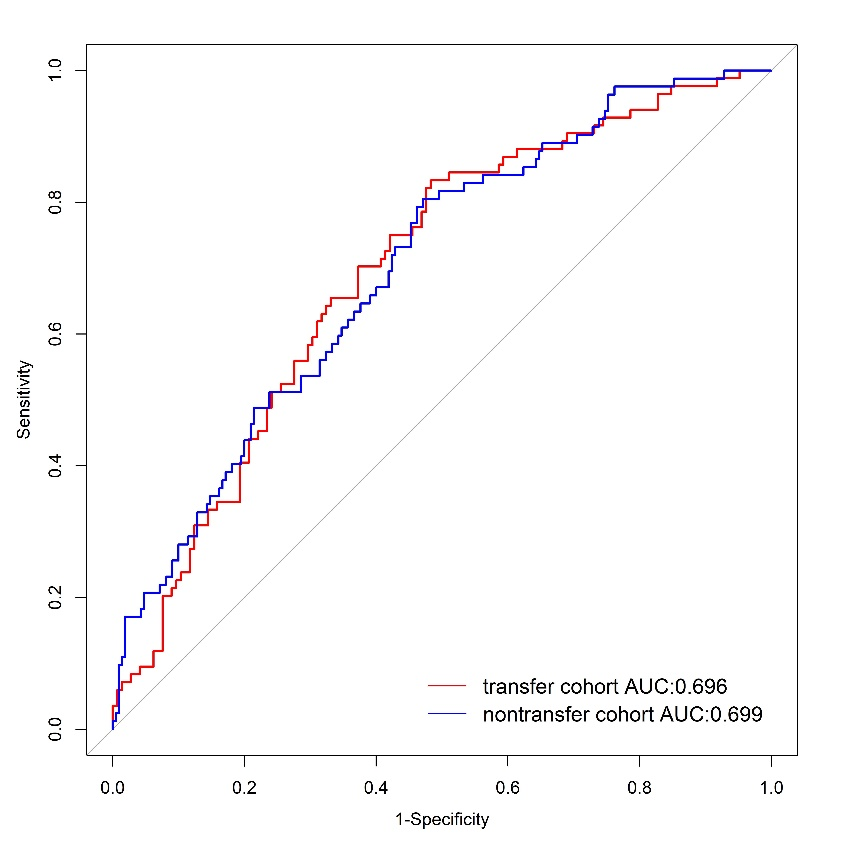 1.0
0.8
0.6
0.4
0.2
0.0
Sensitivity
transfer cohort AUC:0.696
nontransfer cohort AUC:0.699
0.0 0.2 0.4 0.6 0.8 1.0
1-Specificity